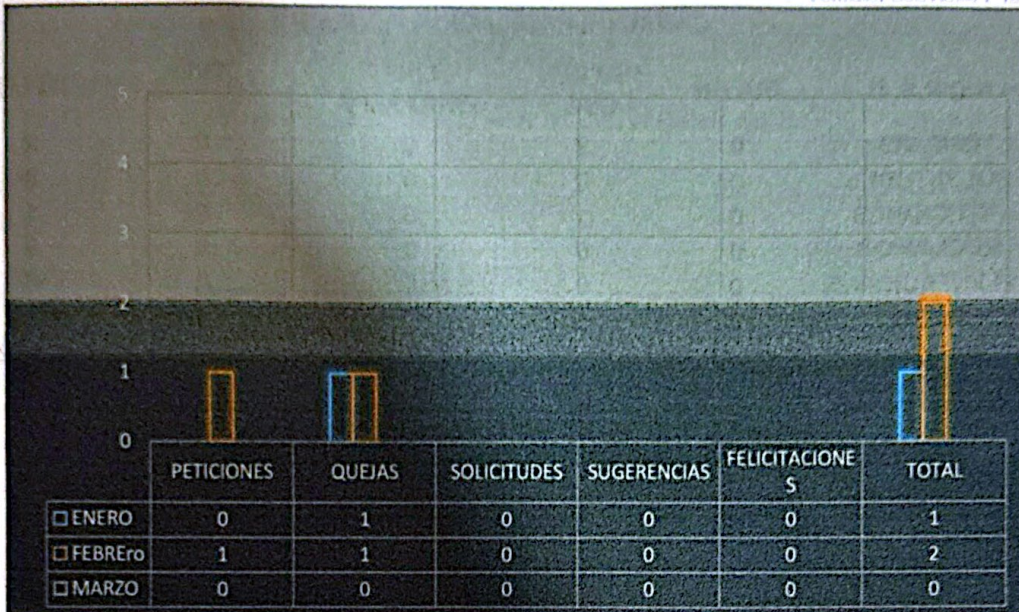 5
4
3
2
1
0
PETICIONES QUEJAS SOLICITUDES SUGERENCIAS FELICITACIONE
S TOTAL
ENERO 0 1 0 0 0 1
FEBREro 1 1 0 0 0 2
MARZO 0 0 0 0 0 0